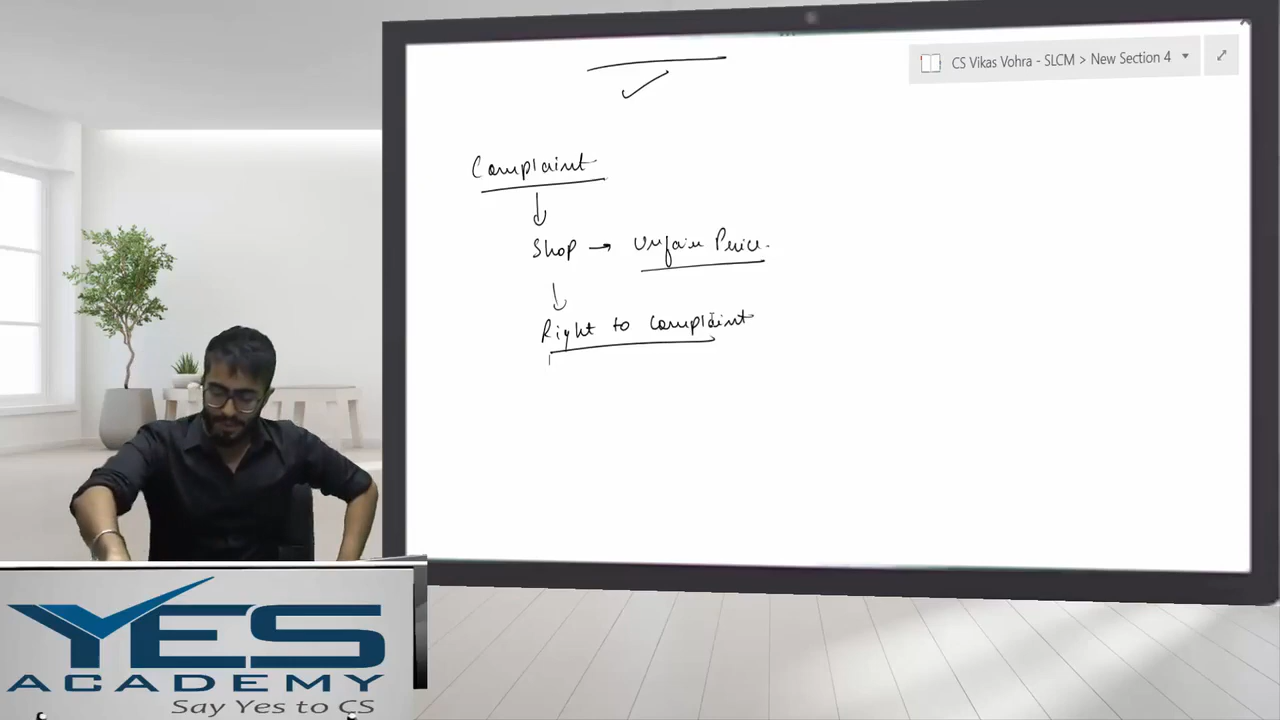 CS Vikas Vohra - SLCM > New Section 4
Complaint
Shop → Unfair Price.
Right to Complaint
YES
ACADEMY
Say Yes to CS